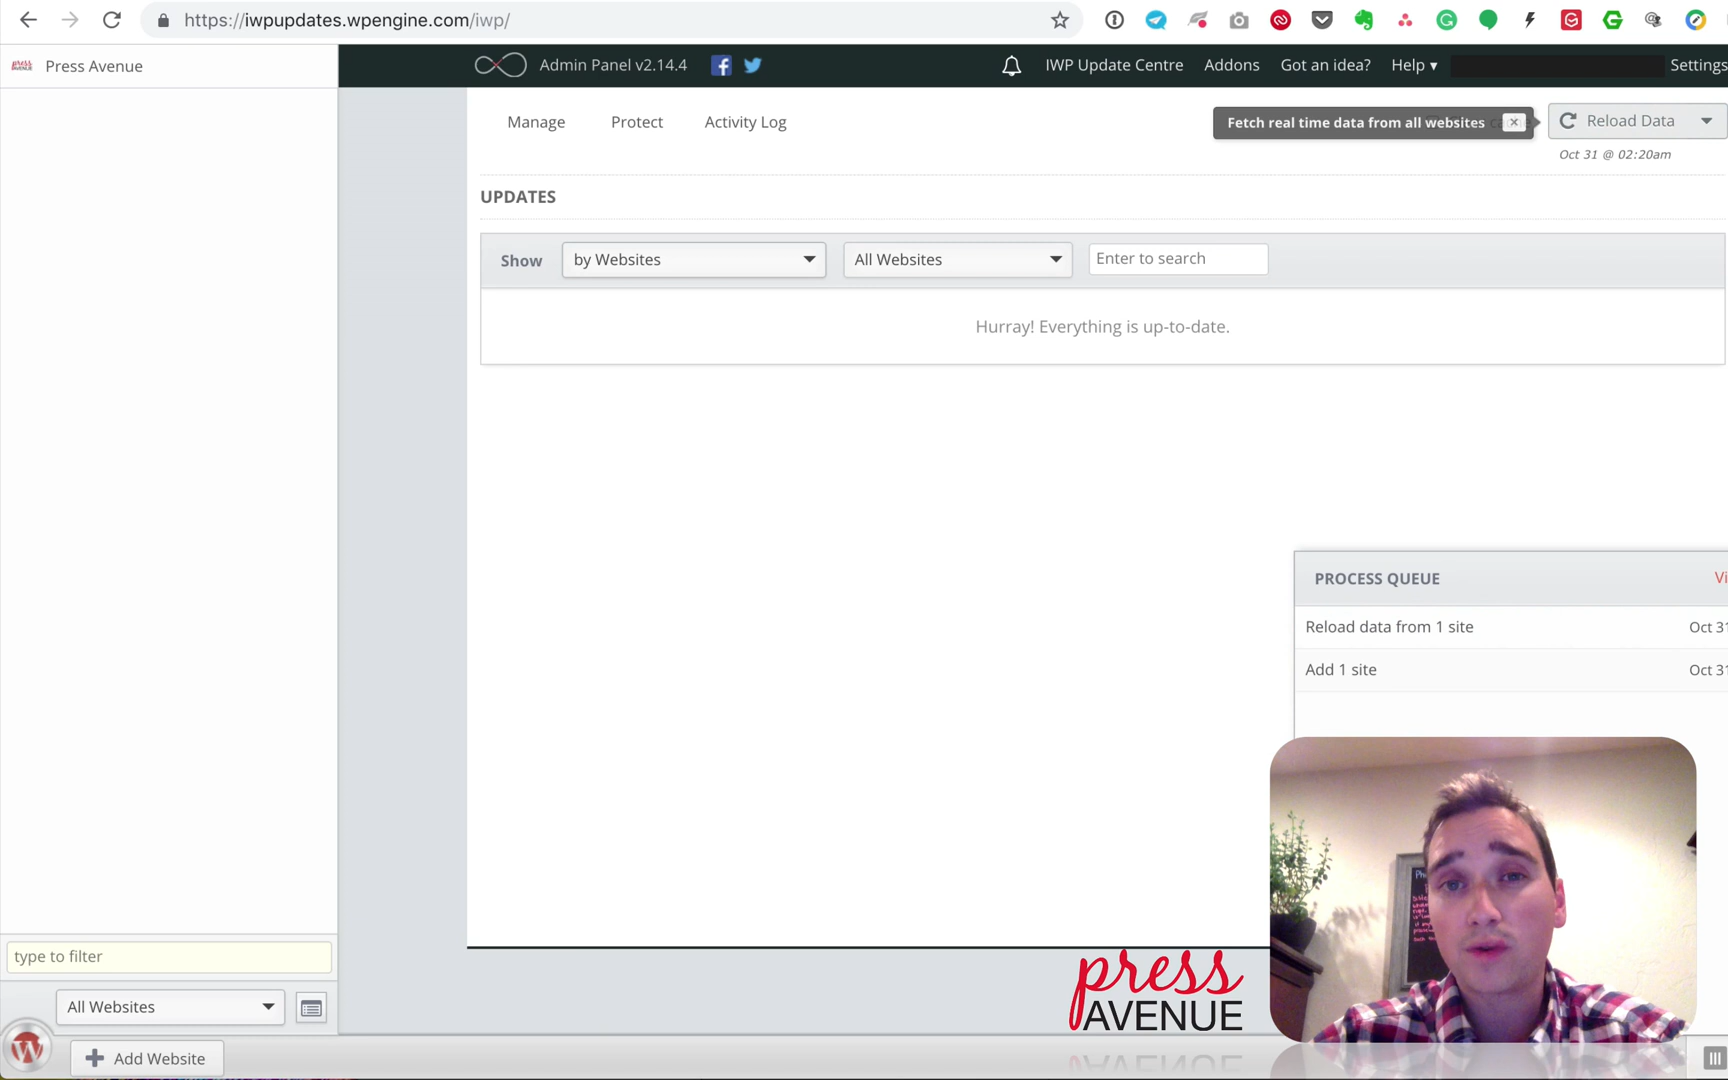 https://iwpupdates.wpengine.com/iwp/
press Press Avenue
AVENUE
Admin Panel v2.14.4
IWP Update Centre Addons Got an idea? Help ▾ Settings
Manage Protect Activity Log
Fetch real time data from all websites
Reload Data
Oct 31 @ 02:20am
UPDATES
Show by Websites All Websites Enter to search
Hurray! Everything is up-to-date.
PROCESS QUEUE Vi
Reload data from 1 site Oct 31
Add 1 site Oct 31
type to filter
All Websites
+ Add Website
press
AVENUE